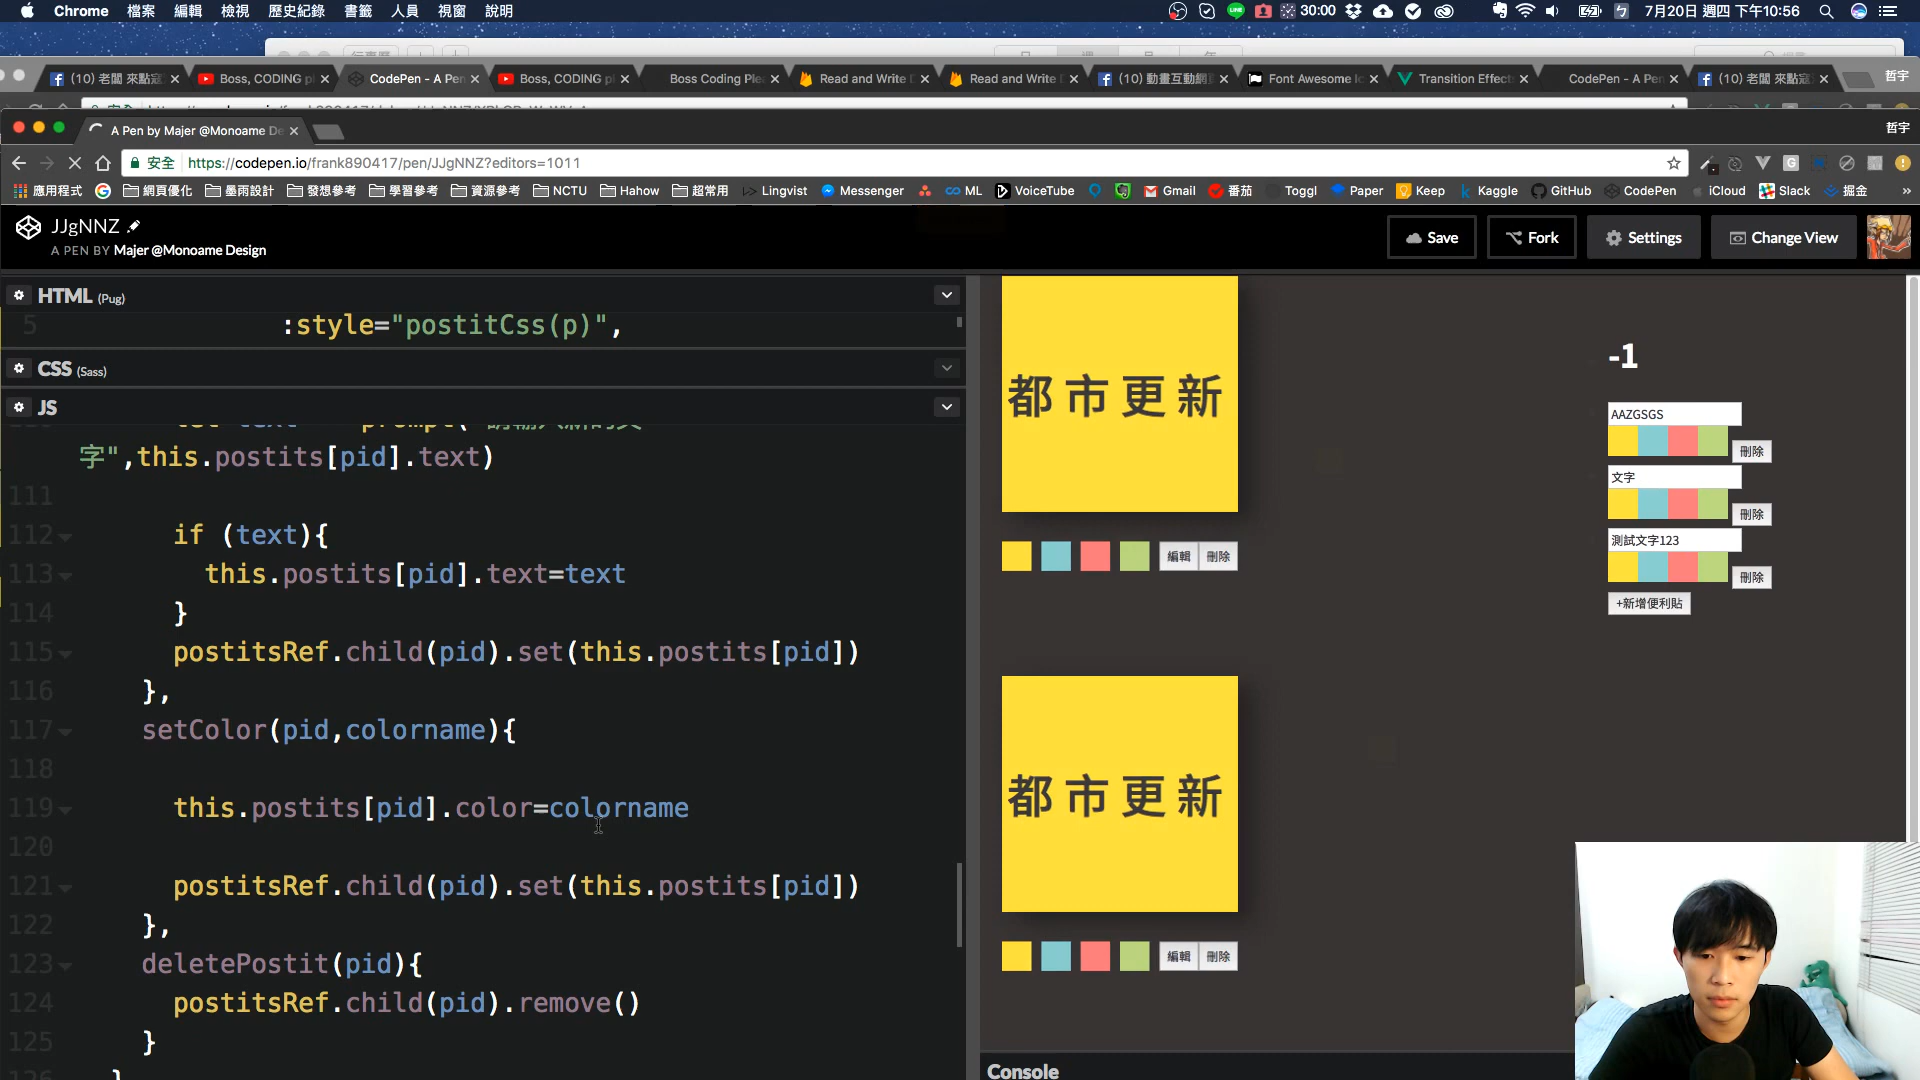 Chrome 檔案 編輯 檢視 歷史紀錄 書籤 人員 視窗 說明 30:00 7月20日 週四 下午10:56
(10) 老闆 來點寇 Boss, CODING pl CodePen - A Pen Boss, CODING pl Boss Coding Ple Read and Write D Read and Write D (10) 動畫互動網 Font Awesome Ic Transition Effects CodePen - A Pen (10) 老闆 來點寇 哲宇
A Pen by Majer @Monoame De 哲宇
安全 https://codepen.io/frank890417/pen/JJgNNZ?editors=1011
應用程式 網頁優化 墨雨設計 發想參考 學習參考 資源參考 NCTU Hahow 超常用 Lingvist Messenger ML VoiceTube Gmail 番茄 Toggl Paper Keep Kaggle GitHub CodePen iCloud Slack 掘金 »
JJgNNZ
A PEN BY Majer @Monoame Design
Save Fork Settings Change View
HTML (Pug)
5 :style="postitCss(p)",
CSS (Sass)
JS
字",this.postits[pid].text)
111
112 if (text){
113 this.postits[pid].text=text
114 }
115 postitsRef.child(pid).set(this.postits[pid])
116 },
117 setColor(pid,colorname){
118
119 this.postits[pid].color=colorname
120
121 postitsRef.child(pid).set(this.postits[pid])
122 },
123 deletePostit(pid){
124 postitsRef.child(pid).remove()
125 }
都市更新
編輯 刪除
都市更新
編輯 刪除
-1
AAZGSGS
刪除
文字
刪除
測試文字123
刪除
+新增便利貼
Console